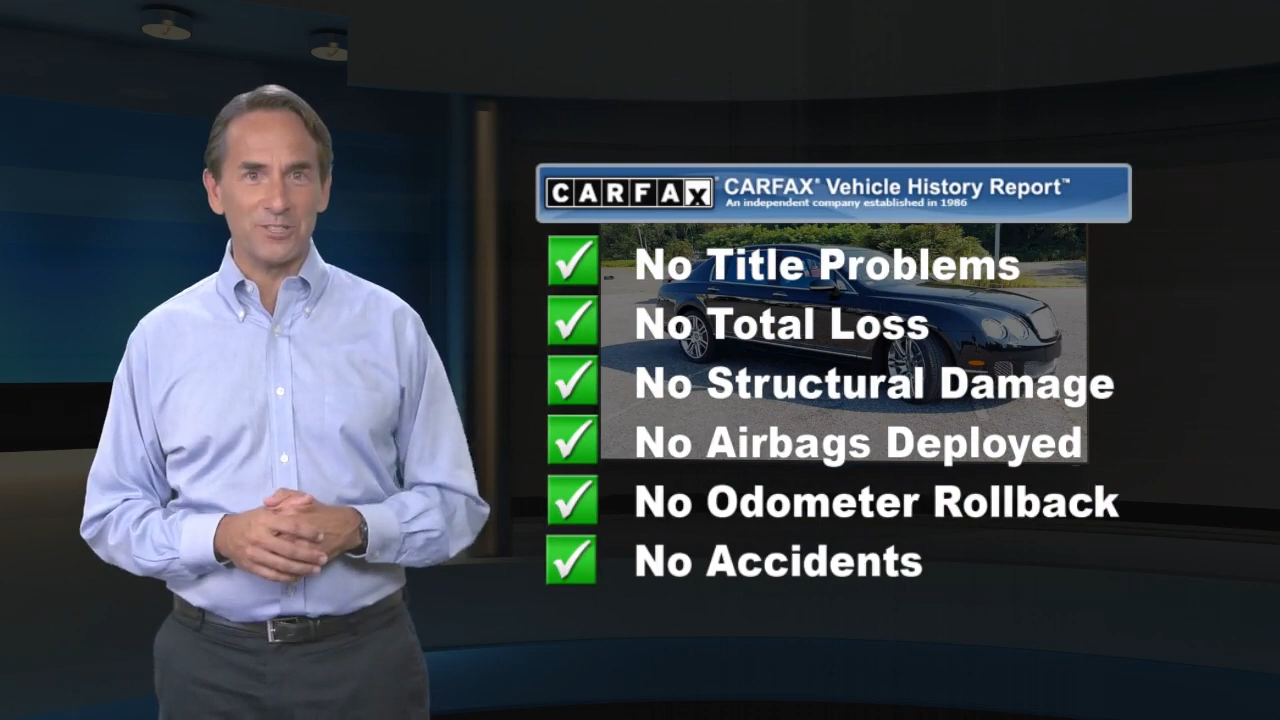 CARFAX® CARFAX® Vehicle History Report™
An independent company established in 1986
No Title Problems
No Total Loss
No Structural Damage
No Airbags Deployed
No Odometer Rollback
No Accidents